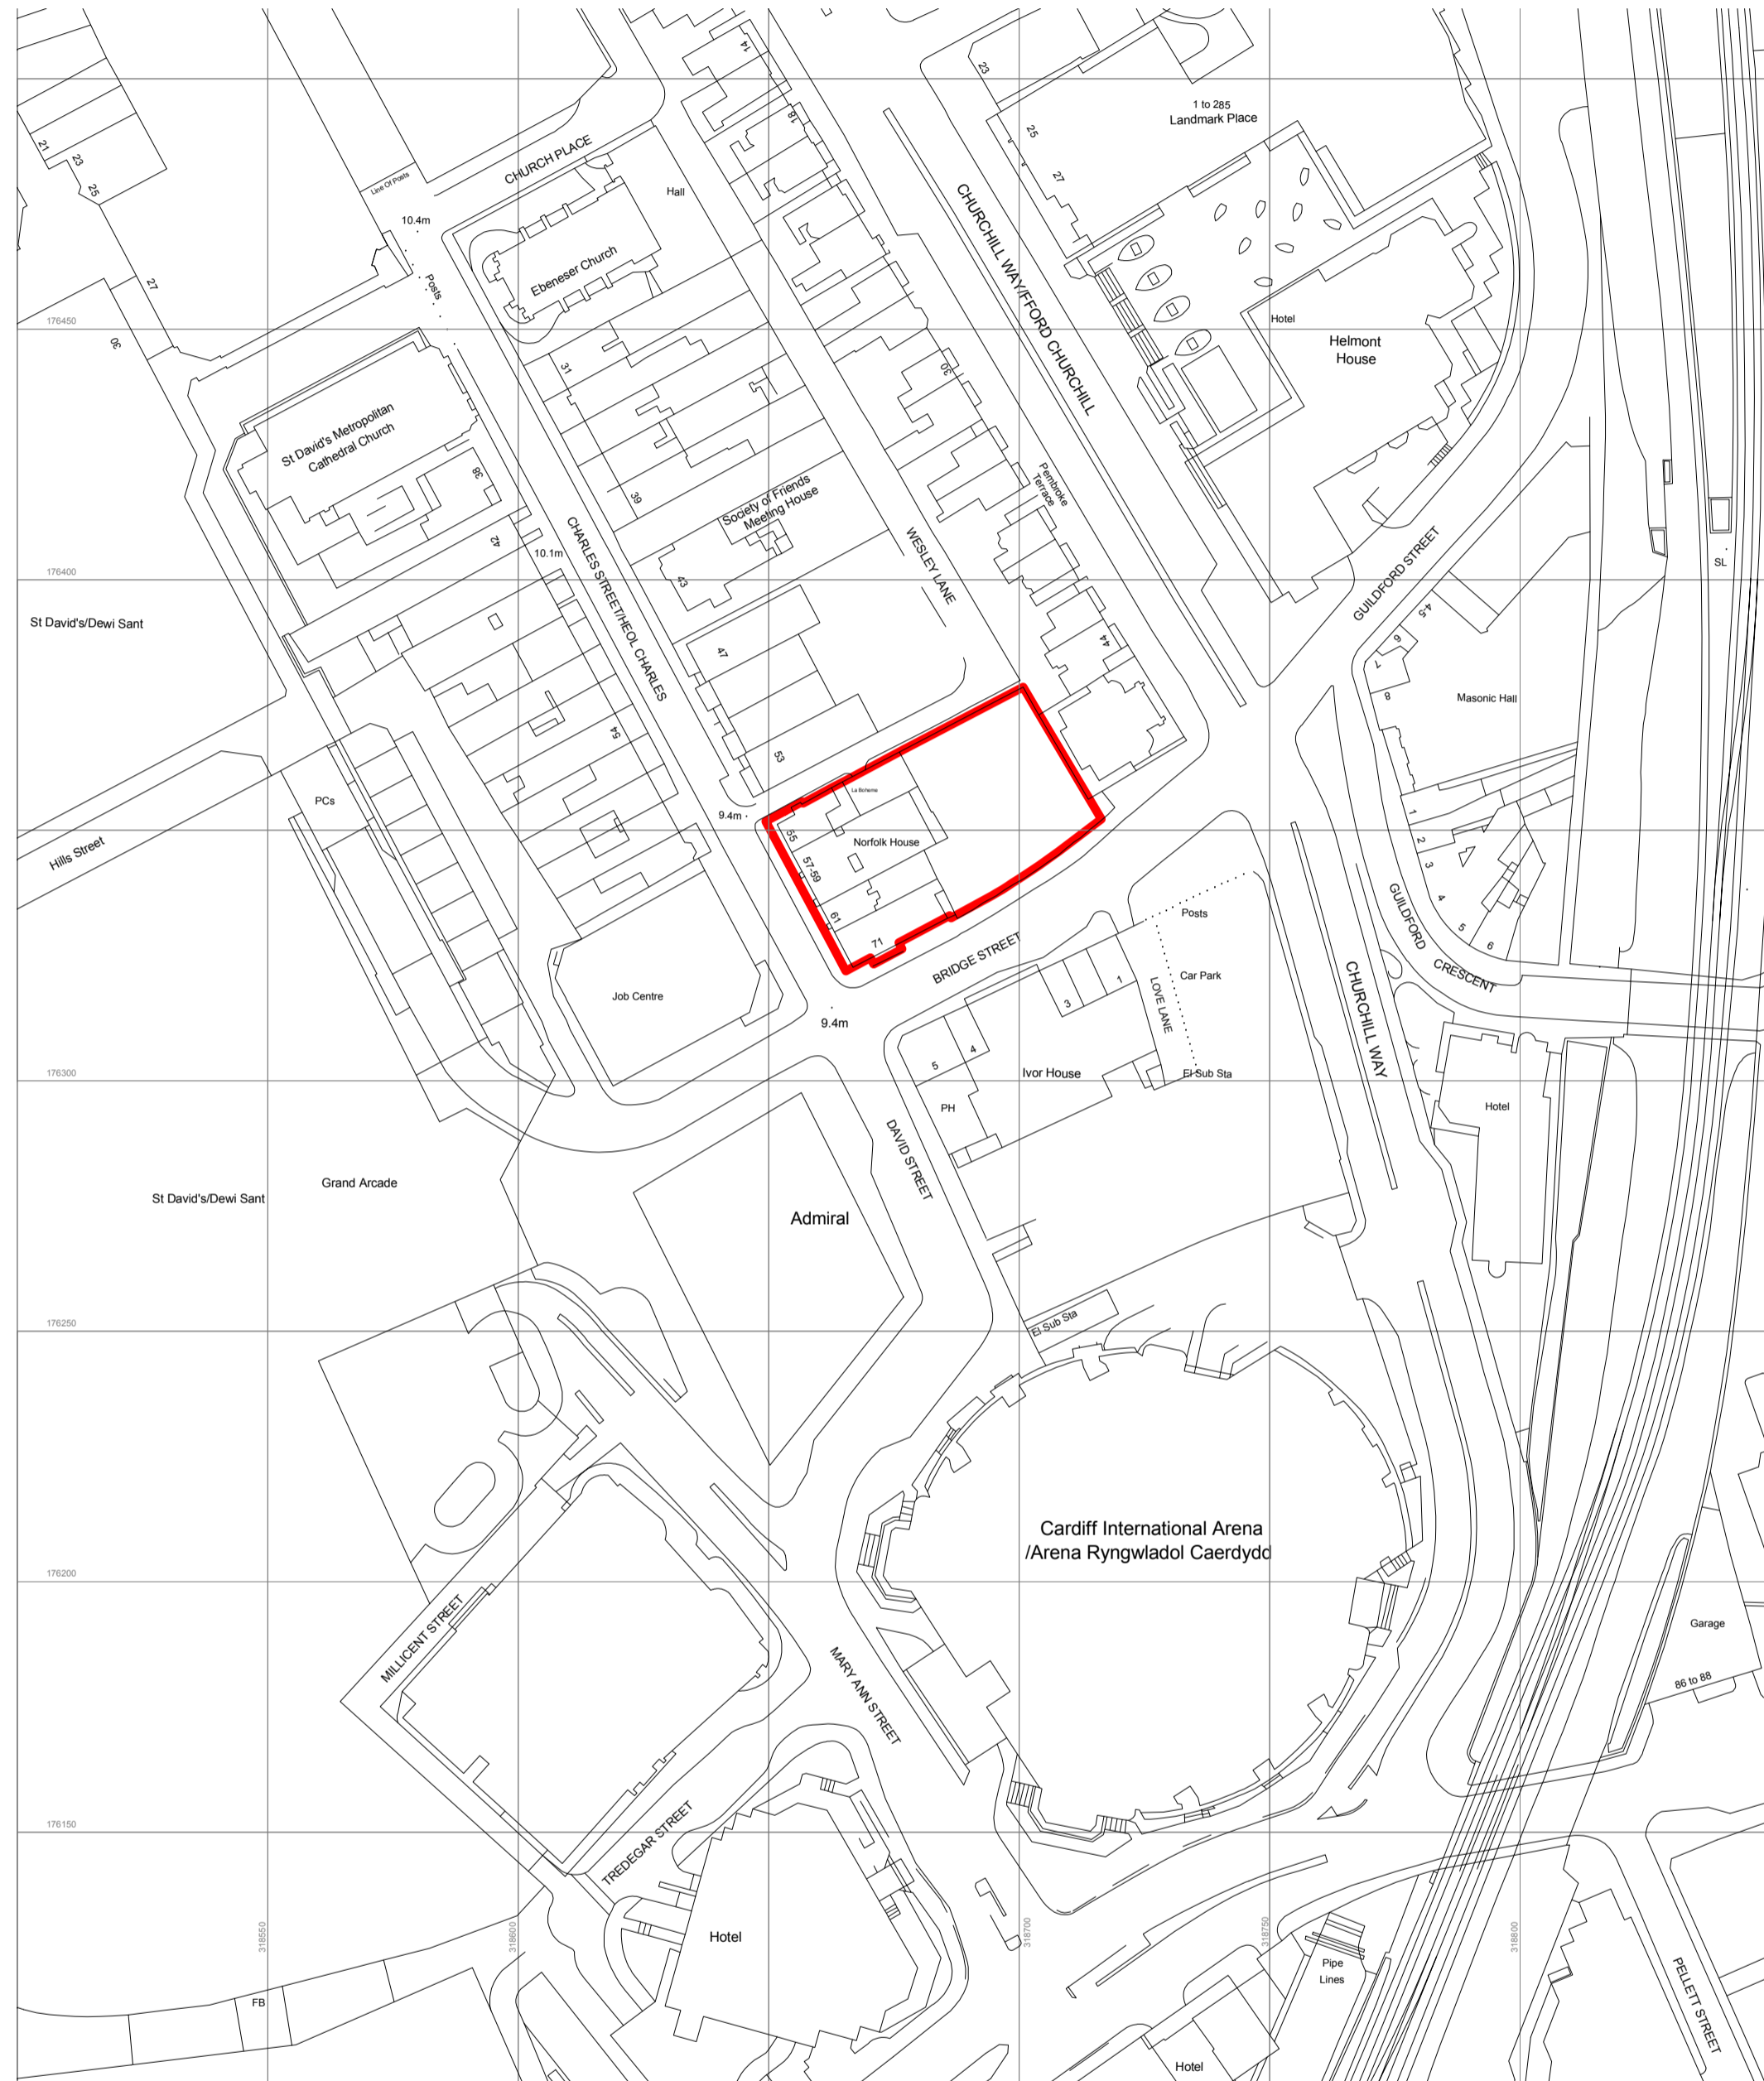 14
23
1 to 285
Landmark Place
18
25
21
23
25
CHURCH PLACE
Line Of Posts
Hall
27
10.4m
CHURCHILL WAY/FFORD CHURCHILL
Ebeneser Church
Posts
27
176450
30
Hotel
Helmont
House
31
30
St David's Metropolitan
Cathedral Church
38
39
Society of Friends
Meeting House
Pembroke
Terrace
42
10.1m
CHARLES STREET/HEOL CHARLES
WESLEY LANE
GUILDFORD STREET
SL
176400
43
4-5
St David's/Dewi Sant
47
44
6
7
8
Masonic Hall
54
53
PCs
La Boheme
9.4m
55
Norfolk House
57-59
Hills Street
61
71
1
2
3
4
5
6
GUILDFORD
CRESCENT
BRIDGE STREET
Posts
Car Park
LOVE LANE
CHURCHILL WAY
Job Centre
9.4m
3
1
4
5
Ivor House
El Sub Sta
176300
PH
Hotel
DAVID STREET
Grand Arcade
St David's/Dewi Sant
Admiral
176250
El Sub Sta
Cardiff International Arena
/Arena Ryngwladol Caerdydd
176200
MILLICENT STREET
MARY ANN STREET
Garage
86 to 88
176150
TREDEGAR STREET
318550
318600
318700
318750
318800
Hotel
Pipe
Lines
FB
PELLETT STREET
Hotel